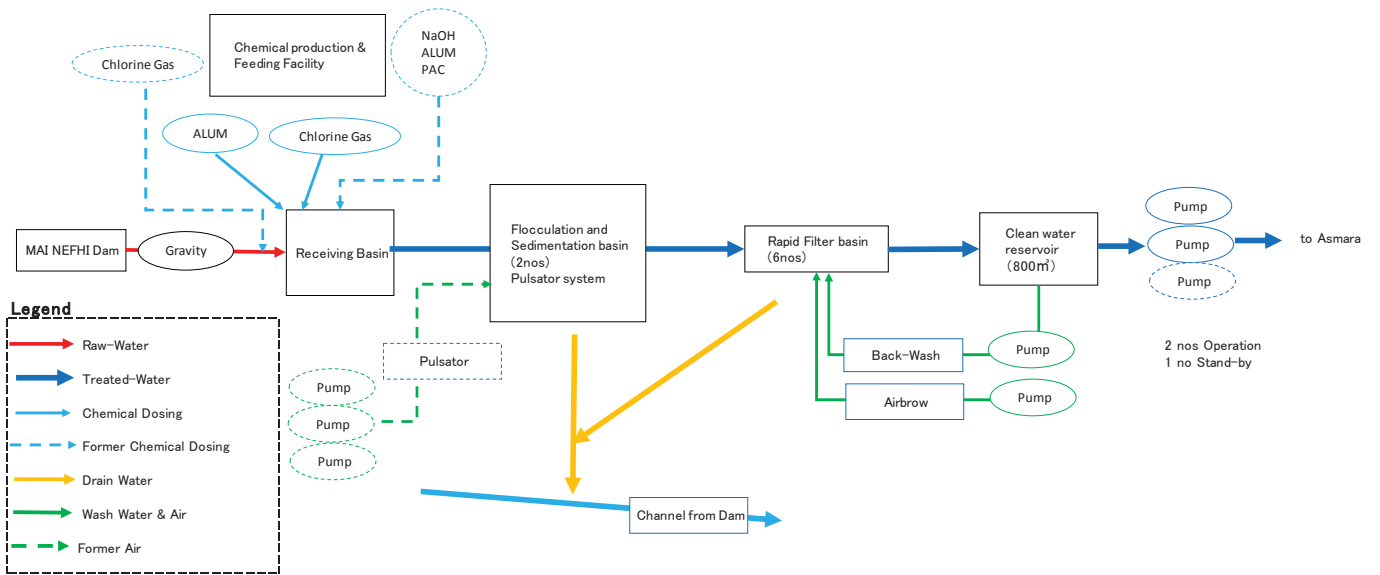 Chemical production &
Feeding Facility
NaOH
ALUM
PAC
Chlorine Gas
ALUM
Chlorine Gas
MAI NEFHI Dam
Gravity
Receiving Basin
Flocculation and
Sedimentation basin
(2nos)
Pulsator system
Rapid Filter basin
(6nos)
Clean water
reservoir
(800㎥)
Pump
Pump
Pump
to Asmara
2 nos Operation
1 no Stand-by
Legend
Raw-Water
Treated-Water
Chemical Dosing
Former Chemical Dosing
Drain Water
Wash Water & Air
Former Air
Pulsator
Pump
Pump
Pump
Back-Wash
Pump
Airbrow
Pump
Channel from Dam